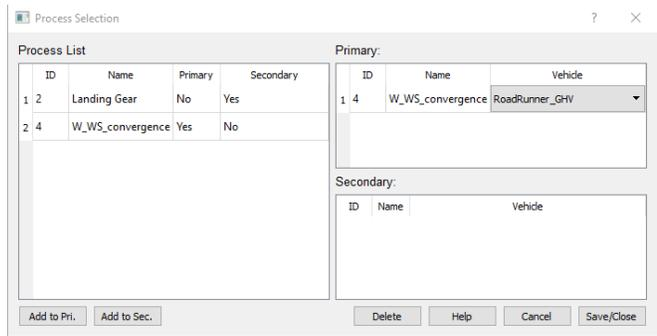 Process Selection ? ×
Process List
ID Name Primary Secondary
1 2 Landing Gear No Yes
2 4 W_WS_convergence Yes No
Add to Pri. Add to Sec.
Primary:
ID Name Vehicle
1 4 W_WS_convergence RoadRunner_GHV
Secondary:
ID Name Vehicle
Delete Help Cancel Save/Close